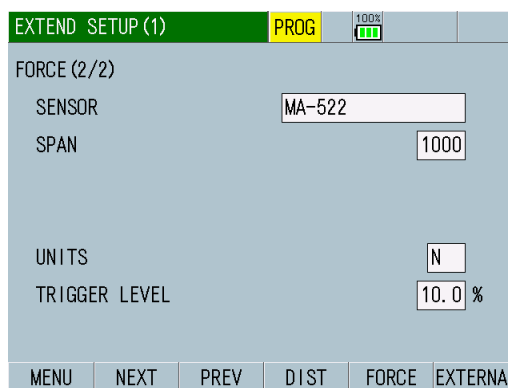 EXTEND SETUP(1) PROG 100%
FORCE(2/2)
SENSOR MA-522
SPAN 1000
UNITS N
TRIGGER LEVEL 10.0 %
MENU NEXT PREV DIST FORCE EXTERNA